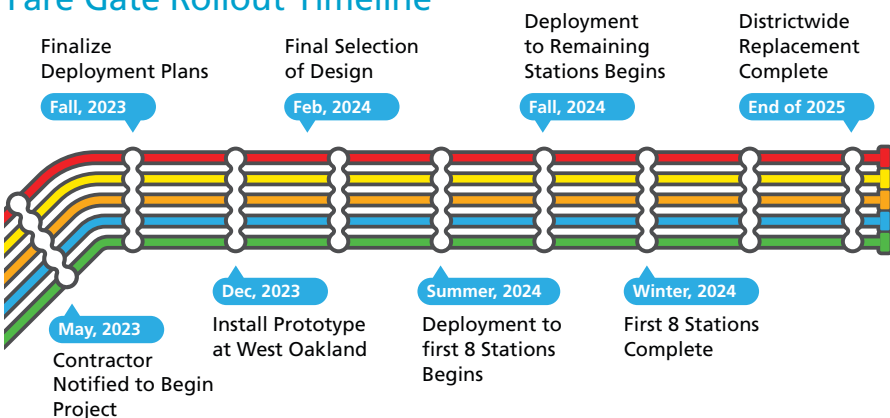 Fare Gate Rollout Timeline
Finalize
Deployment Plans
Fall, 2023
Final Selection
of Design
Feb, 2024
Deployment
to Remaining
Stations Begins
Fall, 2024
Districtwide
Replacement
Complete
End of 2025
May, 2023
Contractor
Notified to Begin
Project
Dec, 2023
Install Prototype
at West Oakland
Summer, 2024
Deployment to
first 8 Stations
Begins
Winter, 2024
First 8 Stations
Complete